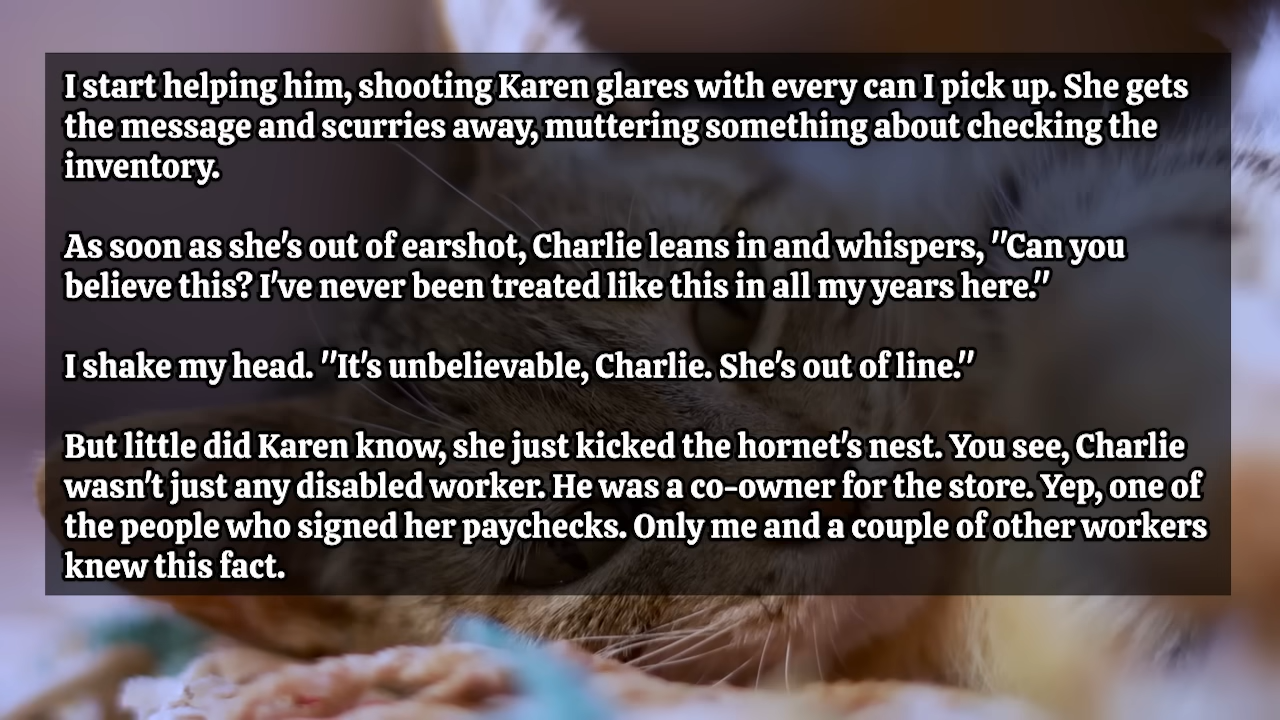 I start helping him, shooting Karen glares with every can I pick up. She gets
the message and scurries away, muttering something about checking the
inventory.
As soon as she's out of earshot, Charlie leans in and whispers, "Can you
believe this? I've never been treated like this in all my years here."
I shake my head. "It's unbelievable, Charlie. She's out of line."
But little did Karen know, she just kicked the hornet's nest. You see, Charlie
wasn't just any disabled worker. He was a co-owner for the store. Yep, one of
the people who signed her paychecks. Only me and a couple of other workers
knew this fact.